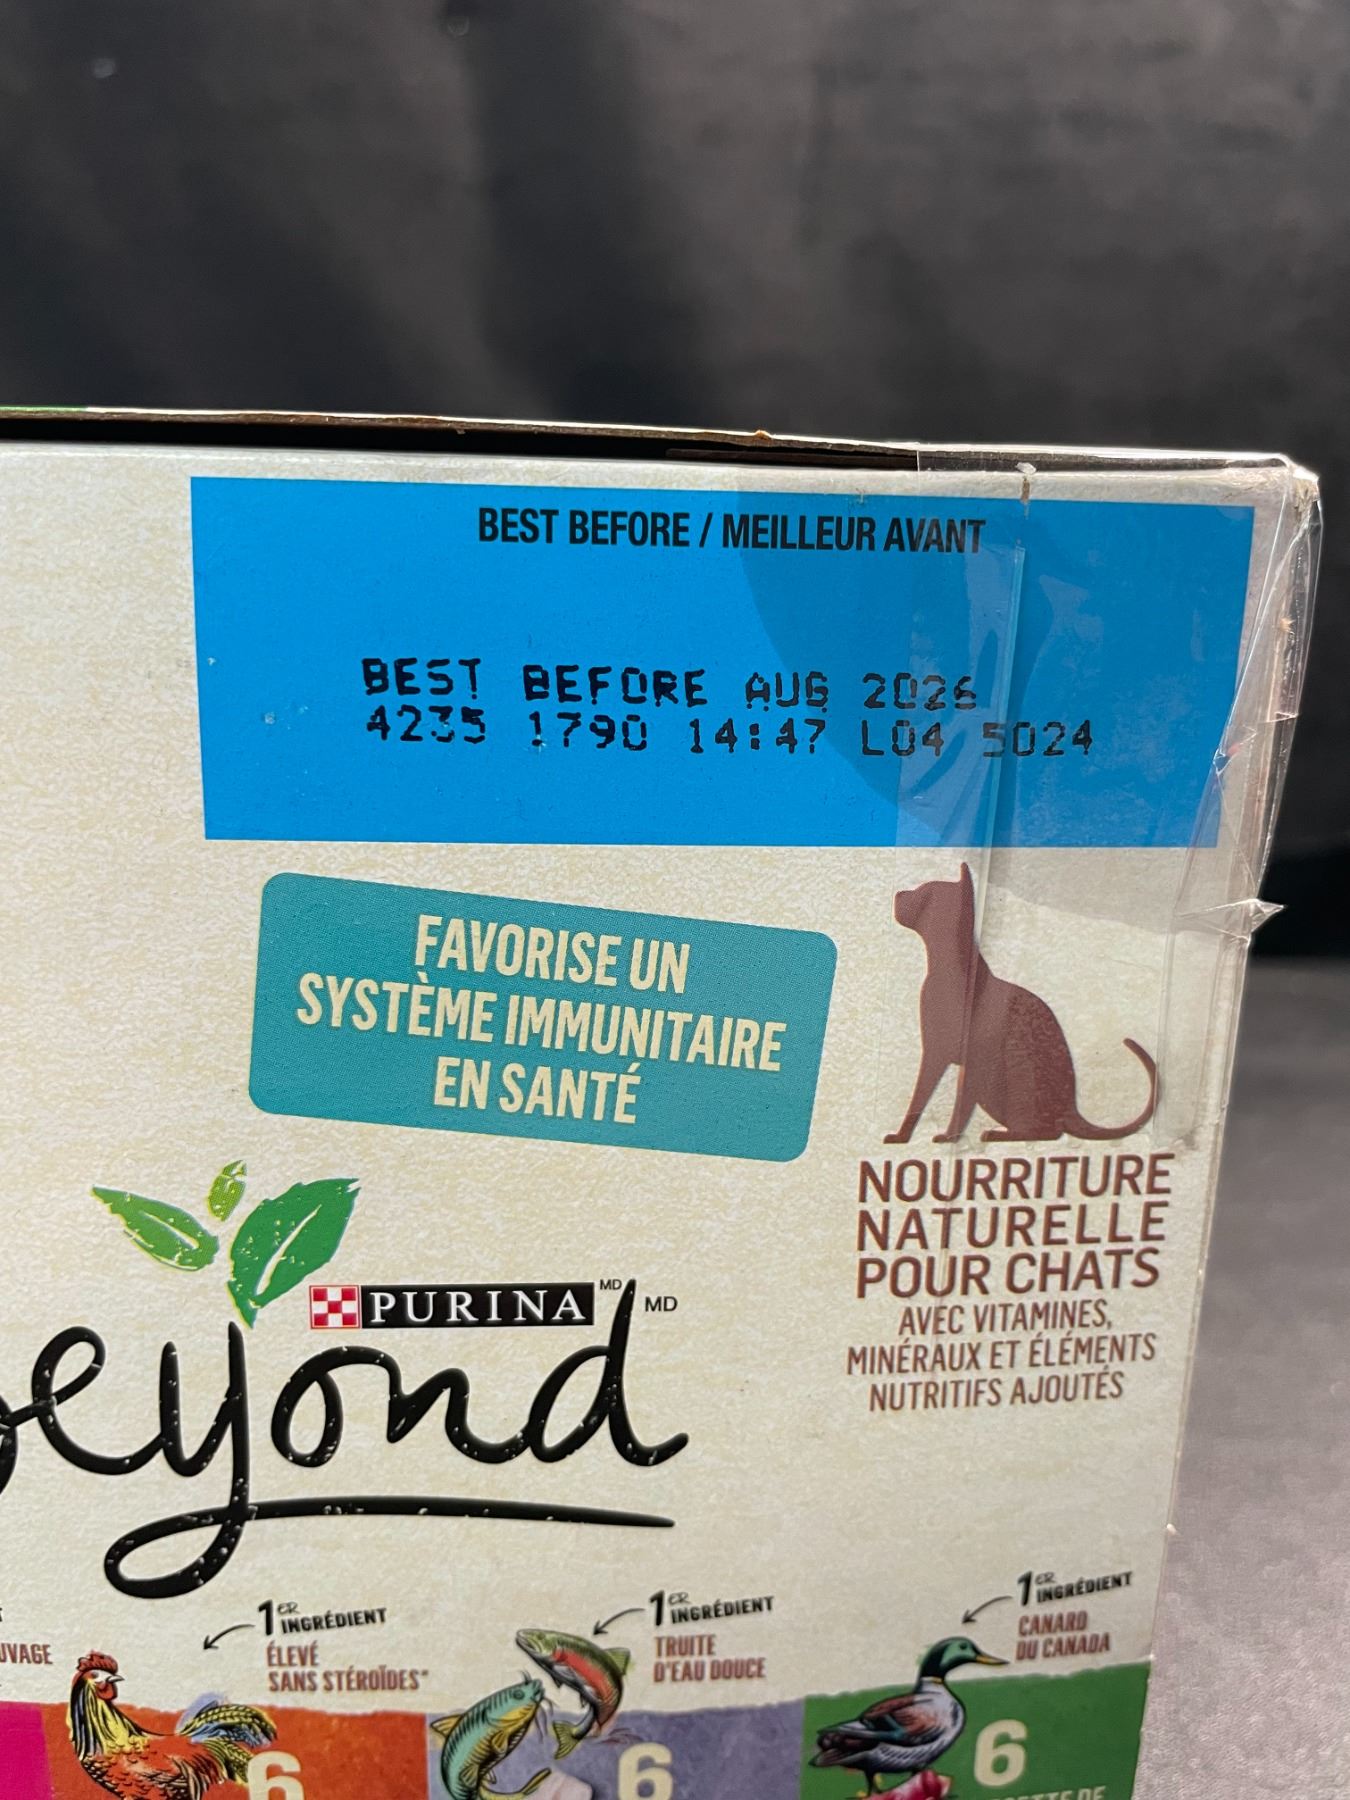 BEST BEFORE / MEILLEUR AVANT
BEST BEFORE AUG 2026
4235 1790 14:47 L04 5024
FAVORISE UN
SYSTÈME IMMUNITAIRE
EN SANTÉ
NOURRITURE
NATURELLE
POUR CHATS
AVEC VITAMINES,
MINÉRAUX ET ÉLÉMENTS
NUTRITIFS AJOUTÉS
PURINA MD
beyond MD
1ER INGRÉDIENT
ÉLEVÉ
SANS STÉROÏDES*
6
1ER INGRÉDIENT
TRUITE
D'EAU DOUCE
6
1ER INGRÉDIENT
CANARD
DU CANADA
6